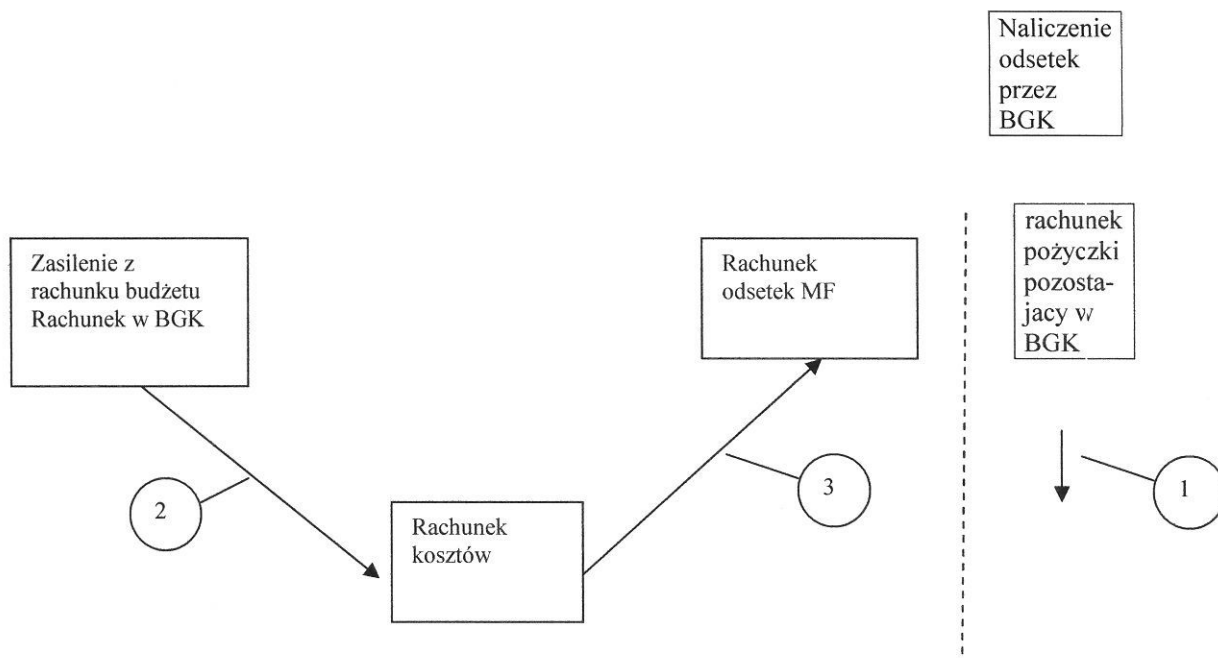 Naliczenie
odsetek
przez
BGK
Zasilenie z
rachunku budżetu
Rachunek w BGK
Rachunek
odsetek MF
rachunek
pożyczki
pozosta-
jacy w
BGK
2
3
1
Rachunek
kosztów